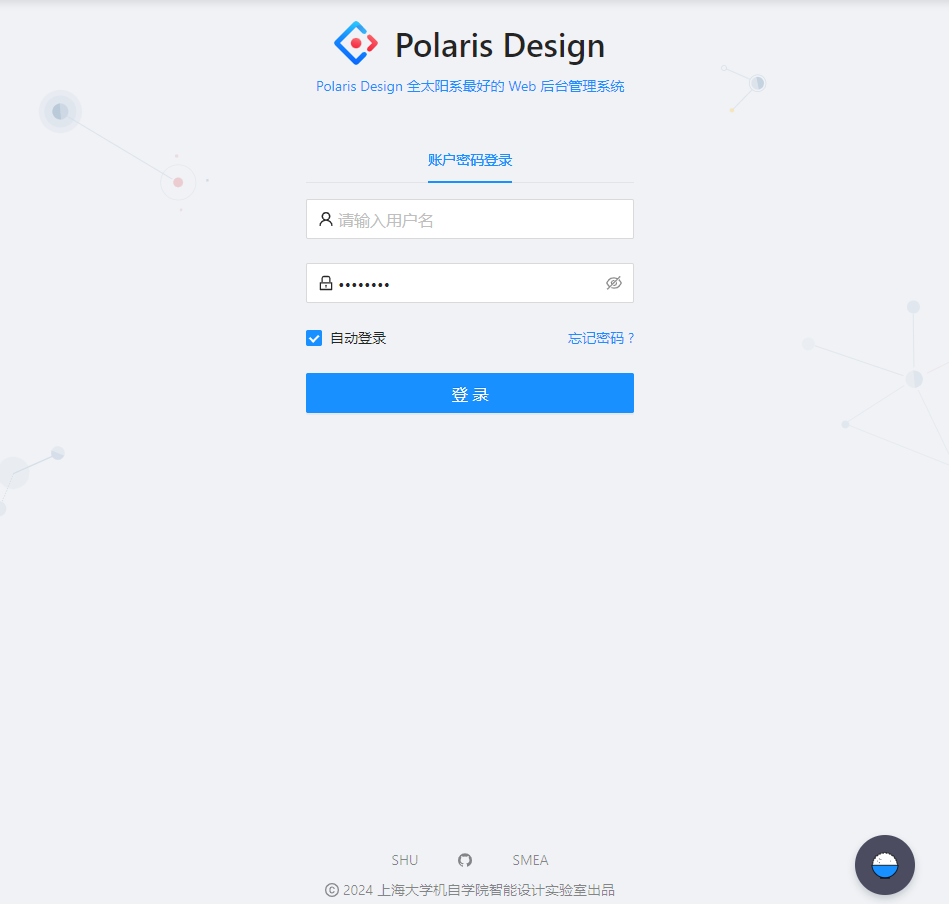 Polaris Design
Polaris Design 全太阳系最好的 Web 后台管理系统
账户密码登录
请输入用户名
••••••••
自动登录 忘记密码 ?
登 录
SHU SMEA
© 2024 上海大学机自学院智能设计实验室出品